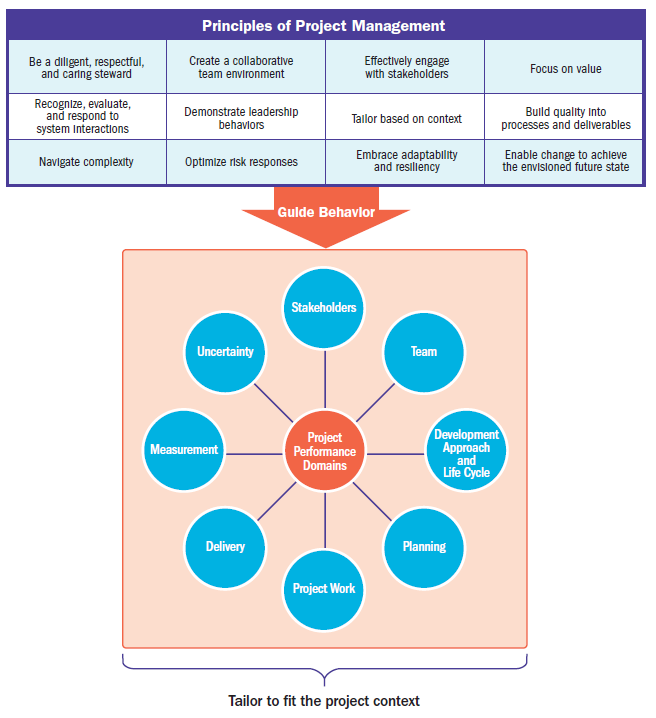 Principles of Project Management
Be a diligent, respectful,
and caring steward
Create a collaborative
team environment
Effectively engage
with stakeholders
Focus on value
Recognize, evaluate,
and respond to
system interactions
Demonstrate leadership
behaviors
Tailor based on context
Build quality into
processes and deliverables
Navigate complexity
Optimize risk responses
Embrace adaptability
and resiliency
Enable change to achieve
the envisioned future state
Guide Behavior
Stakeholders
Uncertainty
Team
Project
Performance
Domains
Measurement
Development
Approach
and
Life Cycle
Delivery
Planning
Project Work
Tailor to fit the project context